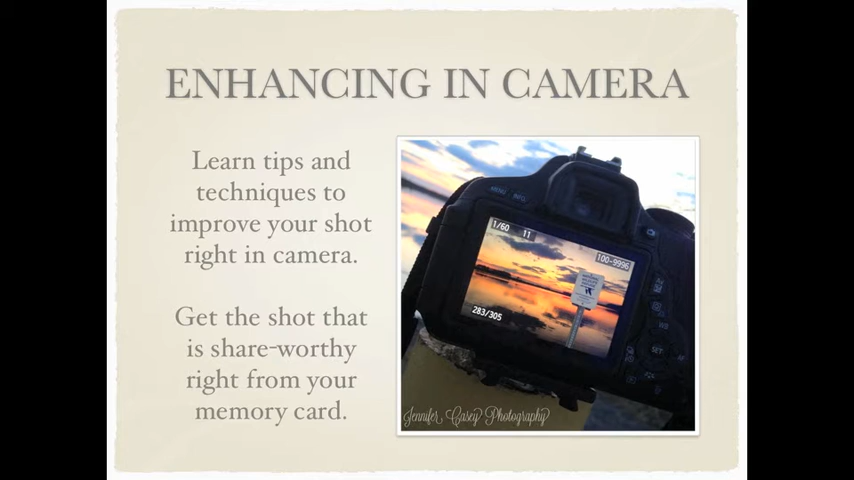 ENHANCING IN CAMERA
Learn tips and
techniques to
improve your shot
right in camera.
Get the shot that
is share-worthy
right from your
memory card.
MENU INFO
1/60 11
100-9996
283/305
SET
Jennifer Casey Photography